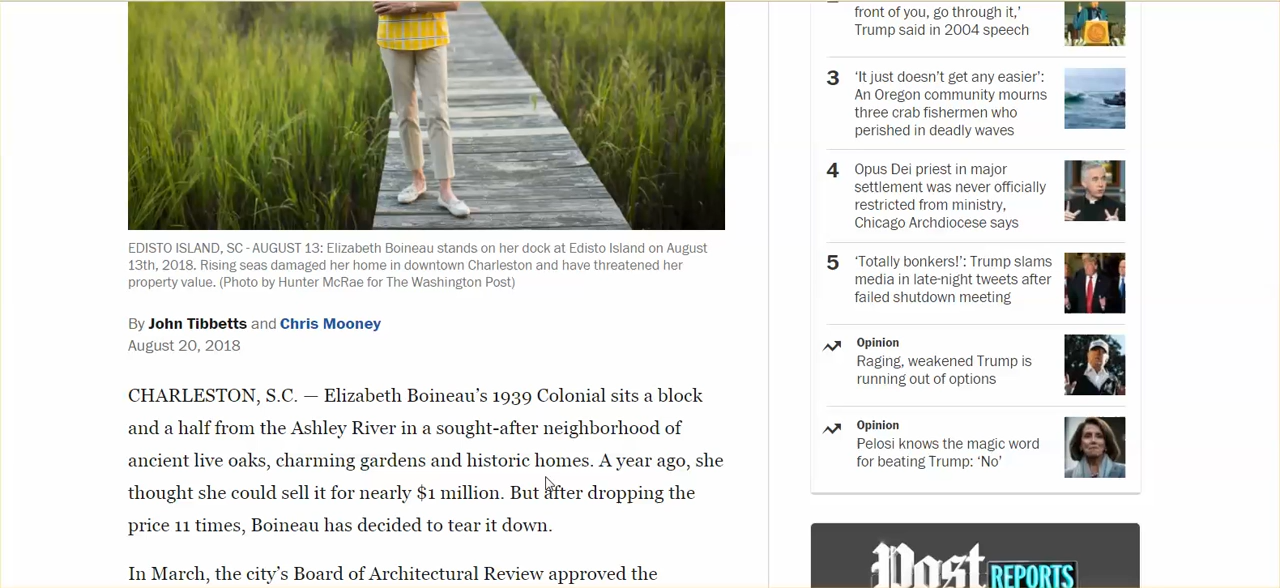 EDISTO ISLAND, SC - AUGUST 13: Elizabeth Boineau stands on her dock at Edisto Island on August
13th, 2018. Rising seas damaged her home in downtown Charleston and have threatened her
property value. (Photo by Hunter McRae for The Washington Post)
By John Tibbetts and Chris Mooney
August 20, 2018
CHARLESTON, S.C. — Elizabeth Boineau’s 1939 Colonial sits a block
and a half from the Ashley River in a sought-after neighborhood of
ancient live oaks, charming gardens and historic homes. A year ago, she
thought she could sell it for nearly $1 million. But after dropping the
price 11 times, Boineau has decided to tear it down.
In March, the city’s Board of Architectural Review approved the
front of you, go through it,’
Trump said in 2004 speech
3
‘It just doesn’t get any easier’:
An Oregon community mourns
three crab fishermen who
perished in deadly waves
4
Opus Dei priest in major
settlement was never officially
restricted from ministry,
Chicago Archdiocese says
5
‘Totally bonkers!’: Trump slams
media in late-night tweets after
failed shutdown meeting
Opinion
Raging, weakened Trump is
running out of options
Opinion
Pelosi knows the magic word
for beating Trump: ‘No’
Post REPORTS